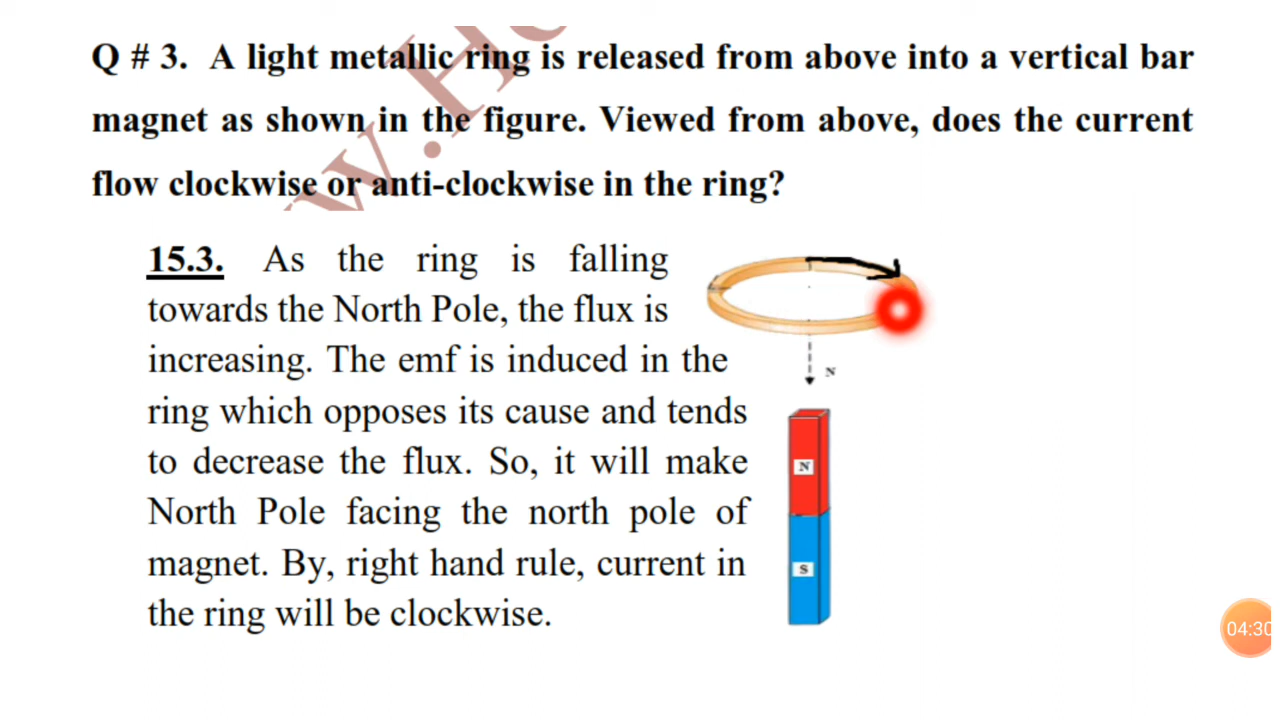 Q # 3. A light metallic ring is released from above into a vertical bar
magnet as shown in the figure. Viewed from above, does the current
flow clockwise or anti-clockwise in the ring?
15.3. As the ring is falling
towards the North Pole, the flux is
increasing. The emf is induced in the
ring which opposes its cause and tends
to decrease the flux. So, it will make
North Pole facing the north pole of
magnet. By, right hand rule, current in
the ring will be clockwise.
N
N
S
04:30